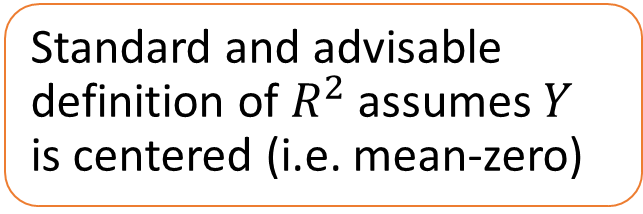 Standard and advisable
definition of R² assumes Y
is centered (i.e. mean-zero)